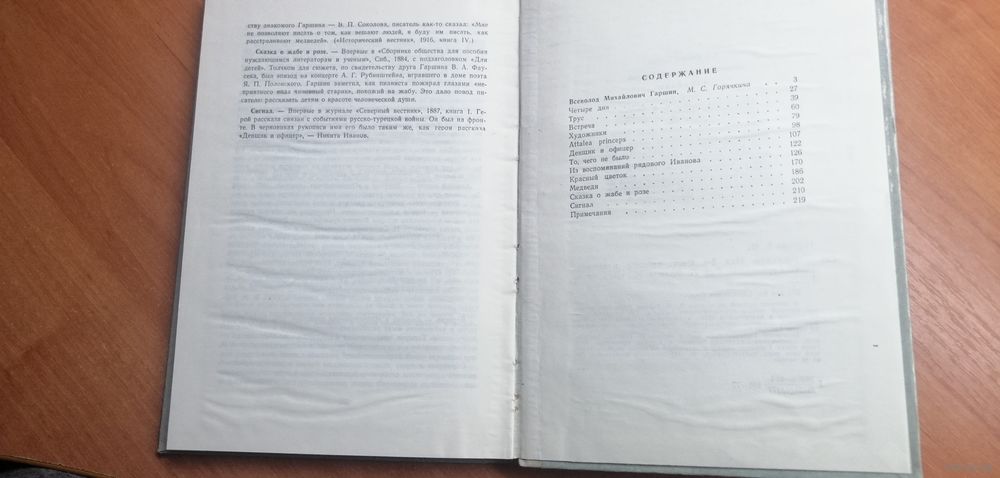 ству знакомого Гаршина — В. П. Соколова, писатель как-то сказал: «Мне
не позволяют писать о том, как вешают людей, я буду им писать, как
расстреливают медведей». («Исторический вестник», 1916, книга IV.)
Сказка о жабе и розе. — Впервые в «Сборнике общества для пособия
нуждающимся литераторам и ученым», Спб., 1884, с подзаголовком «Для
детей». Толчком для сюжета, по свидетельству друга Гаршина В. А. Фау-
сека, был эпизод на концерте А. Г. Рубинштейна, игравшего в доме поэта
Я. П. Полонского. Гаршин заметил, как пианиста пожирал глазами «не-
приятного вида чиновный старик», похожий на жабу. Это дало повод пи-
сателю рассказать детям о красоте человеческой души.
Сигнал. — Впервые в журнале «Северный вестник», 1887, книга 1. Ге-
рой рассказа связан с событиями русско-турецкой войны. Он был на фрон-
те. В черновиках рукописи имя его было таким же, как героя рассказа
«Денщик и офицер», — Никита Иванов.
СОДЕРЖАНИЕ
Всеволод Михайлович Гаршин, М. С. Горячкина . . 3
Четыре дня . . . 27
Трус . . . 39
Встреча . . . 60
Художники . . . 79
Attalea princeps . . . 98
Денщик и офицер . . . 107
То, чего не было . . . 122
Из воспоминаний рядового Иванова . . . 126
Красный цветок . . . 170
Медведи . . . 186
Сказка о жабе и розе . . . 202
Сигнал . . . 210
Примечания . . . 219